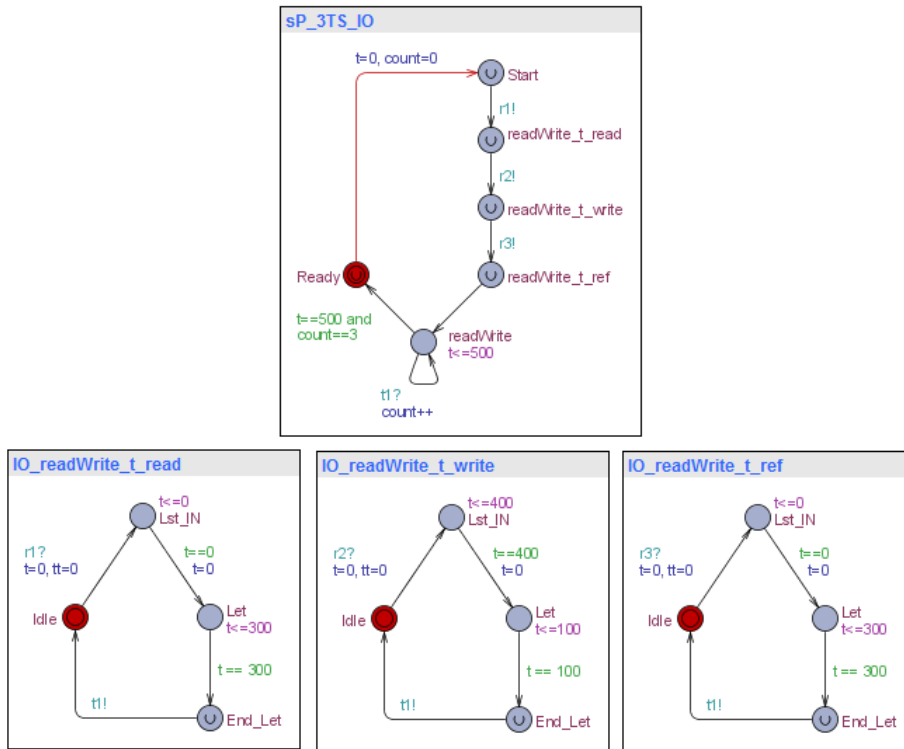 sP_3TS_IO
t=0, count=0
Start
r1!
readWrite_t_read
r2!
readWrite_t_write
r3!
Ready
readWrite_t_ref
t==500 and
count==3
readWrite
t<=500
t1?
count++
IO_readWrite_t_read
t<=0
Lst_IN
r1?
t=0, tt=0
t==0
t=0
Idle
Let
t<=300
t == 300
t1!
End_Let
IO_readWrite_t_write
t<=400
Lst_IN
r2?
t=0, tt=0
t==400
t=0
Idle
Let
t<=100
t == 100
t1!
End_Let
IO_readWrite_t_ref
t<=0
Lst_IN
r3?
t=0, tt=0
t==0
t=0
Idle
Let
t<=300
t == 300
t1!
End_Let